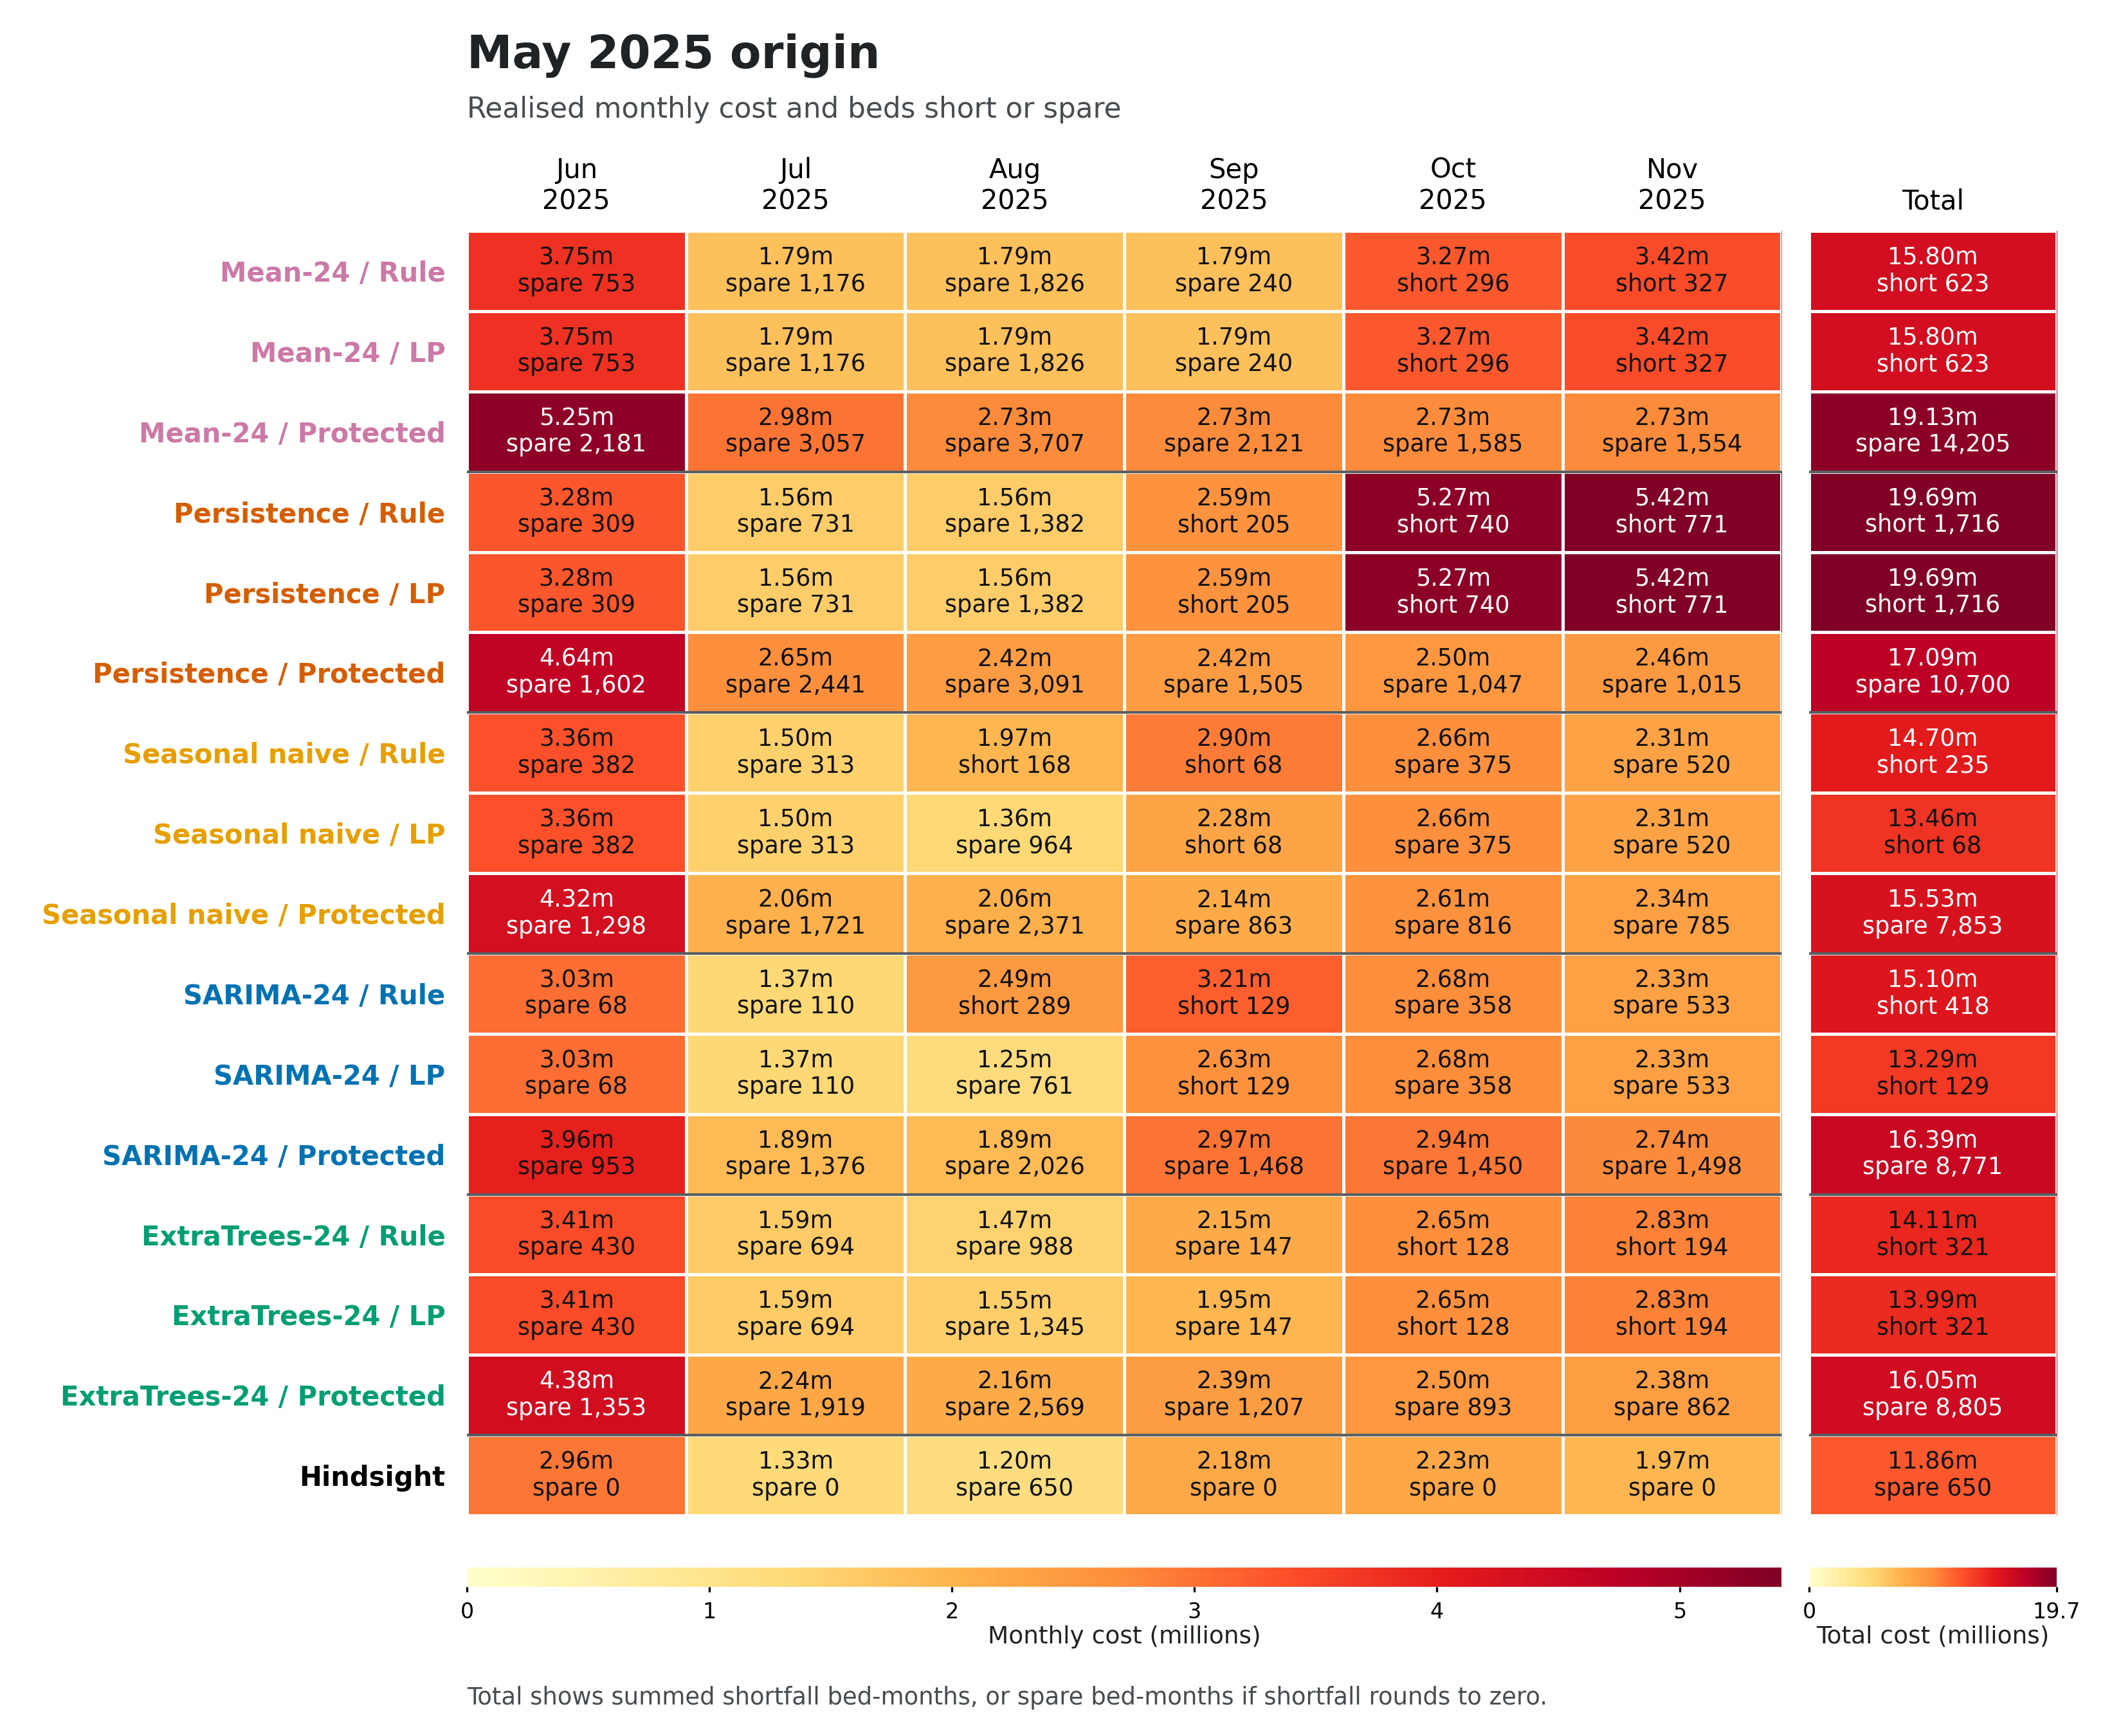 May 2025 origin
Realised monthly cost and beds short or spare
Jun Jul Aug Sep Oct Nov
2025 2025 2025 2025 2025 2025 Total
Mean-24 / Rule
3.75m 1.79m 1.79m 1.79m 3.27m 3.42m 15.80m
spare 753 spare 1,176 spare 1,826 spare 240 short 296 short 327 short 623
Mean-24 / LP
3.75m 1.79m 1.79m 1.79m 3.27m 3.42m 15.80m
spare 753 spare 1,176 spare 1,826 spare 240 short 296 short 327 short 623
Mean-24 / Protected
5.25m 2.98m 2.73m 2.73m 2.73m 2.73m 19.13m
spare 2,181 spare 3,057 spare 3,707 spare 2,121 spare 1,585 spare 1,554 spare 14,205
Persistence / Rule
3.28m 1.56m 1.56m 2.59m 5.27m 5.42m 19.69m
spare 309 spare 731 spare 1,382 short 205 short 740 short 771 short 1,716
Persistence / LP
3.28m 1.56m 1.56m 2.59m 5.27m 5.42m 19.69m
spare 309 spare 731 spare 1,382 short 205 short 740 short 771 short 1,716
Persistence / Protected
4.64m 2.65m 2.42m 2.42m 2.50m 2.46m 17.09m
spare 1,602 spare 2,441 spare 3,091 spare 1,505 spare 1,047 spare 1,015 spare 10,700
Seasonal naive / Rule
3.36m 1.50m 1.97m 2.90m 2.66m 2.31m 14.70m
spare 382 spare 313 short 168 short 68 spare 375 spare 520 short 235
Seasonal naive / LP
3.36m 1.50m 1.36m 2.28m 2.66m 2.31m 13.46m
spare 382 spare 313 spare 964 short 68 spare 375 spare 520 short 68
Seasonal naive / Protected
4.32m 2.06m 2.06m 2.14m 2.61m 2.34m 15.53m
spare 1,298 spare 1,721 spare 2,371 spare 863 spare 816 spare 785 spare 7,853
SARIMA-24 / Rule
3.03m 1.37m 2.49m 3.21m 2.68m 2.33m 15.10m
spare 68 spare 110 short 289 short 129 spare 358 spare 533 short 418
SARIMA-24 / LP
3.03m 1.37m 1.25m 2.63m 2.68m 2.33m 13.29m
spare 68 spare 110 spare 761 short 129 spare 358 spare 533 short 129
SARIMA-24 / Protected
3.96m 1.89m 1.89m 2.97m 2.94m 2.74m 16.39m
spare 953 spare 1,376 spare 2,026 spare 1,468 spare 1,450 spare 1,498 spare 8,771
ExtraTrees-24 / Rule
3.41m 1.59m 1.47m 2.15m 2.65m 2.83m 14.11m
spare 430 spare 694 spare 988 spare 147 short 128 short 194 short 321
ExtraTrees-24 / LP
3.41m 1.59m 1.55m 1.95m 2.65m 2.83m 13.99m
spare 430 spare 694 spare 1,345 spare 147 short 128 short 194 short 321
ExtraTrees-24 / Protected
4.38m 2.24m 2.16m 2.39m 2.50m 2.38m 16.05m
spare 1,353 spare 1,919 spare 2,569 spare 1,207 spare 893 spare 862 spare 8,805
Hindsight
2.96m 1.33m 1.20m 2.18m 2.23m 1.97m 11.86m
spare 0 spare 0 spare 650 spare 0 spare 0 spare 0 spare 650
0 1 2 3 4 5 0 19.7
Monthly cost (millions) Total cost (millions)
Total shows summed shortfall bed-months, or spare bed-months if shortfall rounds to zero.